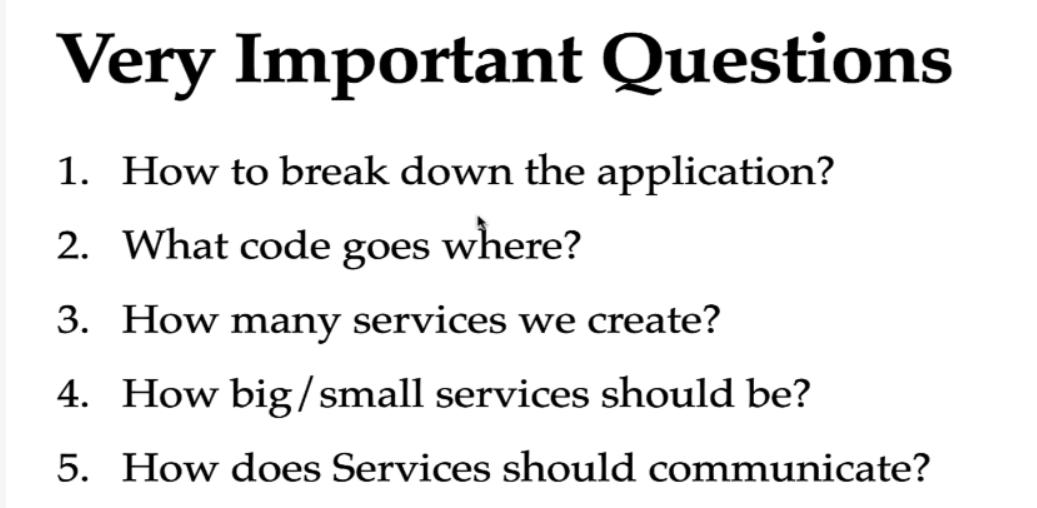 Very Important Questions
1. How to break down the application?
2. What code goes where?
3. How many services we create?
4. How big/small services should be?
5. How does Services should communicate?